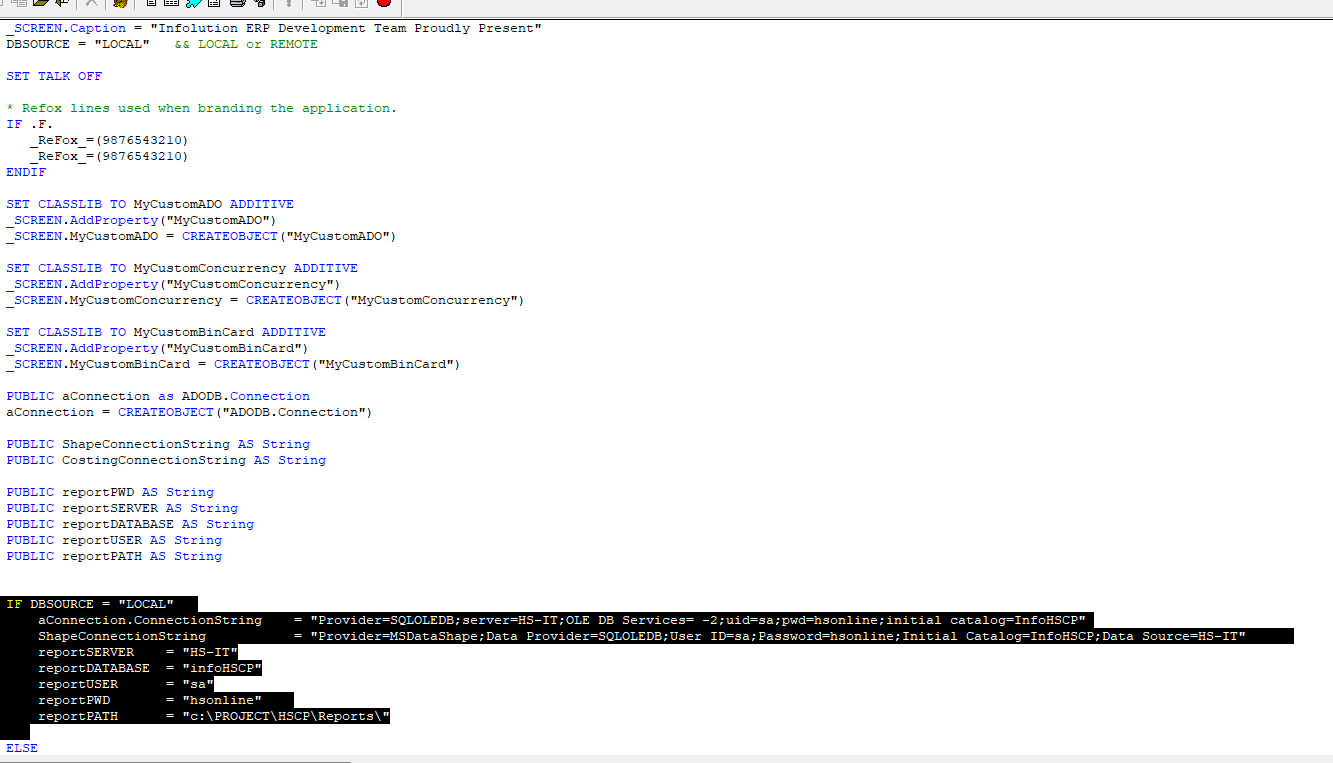 _SCREEN.Caption = "Infolution ERP Development Team Proudly Present"
DBSOURCE = "LOCAL"   && LOCAL or REMOTE
SET TALK OFF
* Refox lines used when branding the application.
IF .F.
   _ReFox_=(9876543210)
   _ReFox_=(9876543210)
ENDIF
SET CLASSLIB TO MyCustomADO ADDITIVE
_SCREEN.AddProperty("MyCustomADO")
_SCREEN.MyCustomADO = CREATEOBJECT("MyCustomADO")
SET CLASSLIB TO MyCustomConcurrency ADDITIVE
_SCREEN.AddProperty("MyCustomConcurrency")
_SCREEN.MyCustomConcurrency = CREATEOBJECT("MyCustomConcurrency")
SET CLASSLIB TO MyCustomBinCard ADDITIVE
_SCREEN.AddProperty("MyCustomBinCard")
_SCREEN.MyCustomBinCard = CREATEOBJECT("MyCustomBinCard")
PUBLIC aConnection as ADODB.Connection
aConnection = CREATEOBJECT("ADODB.Connection")
PUBLIC ShapeConnectionString AS String
PUBLIC CostingConnectionString AS String
PUBLIC reportPWD AS String
PUBLIC reportSERVER AS String
PUBLIC reportDATABASE AS String
PUBLIC reportUSER AS String
PUBLIC reportPATH AS String
IF DBSOURCE = "LOCAL"
    aConnection.ConnectionString    = "Provider=SQLOLEDB;server=HS-IT;OLE DB Services= -2;uid=sa;pwd=hsonline;initial catalog=InfoHSCP"
    ShapeConnectionString           = "Provider=MSDataShape;Data Provider=SQLOLEDB;User ID=sa;Password=hsonline;Initial Catalog=InfoHSCP;Data Source=HS-IT"
    reportSERVER    = "HS-IT"
    reportDATABASE  = "infoHSCP"
    reportUSER      = "sa"
    reportPWD       = "hsonline"
    reportPATH      = "c:\PROJECT\HSCP\Reports\"
ELSE